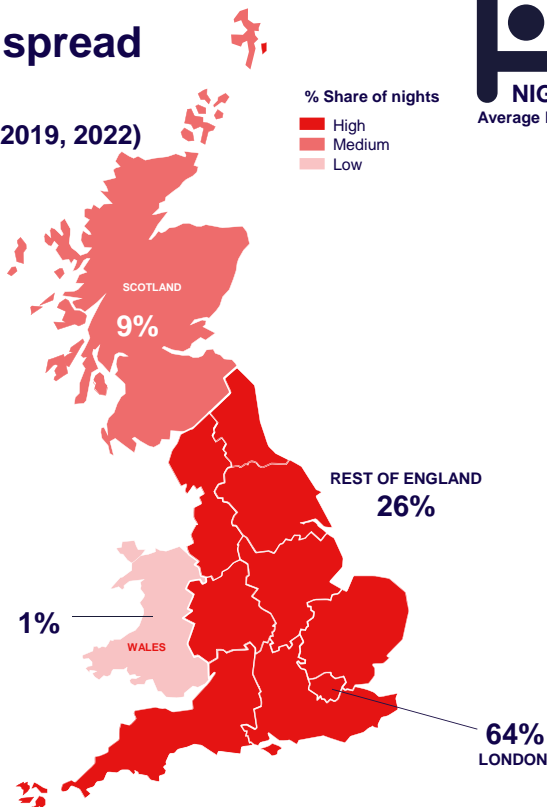 spread
2019, 2022)
% Share of nights
High
Medium
Low
NIG
Average
SCOTLAND
9%
REST OF ENGLAND
26%
1%
WALES
64%
LONDON